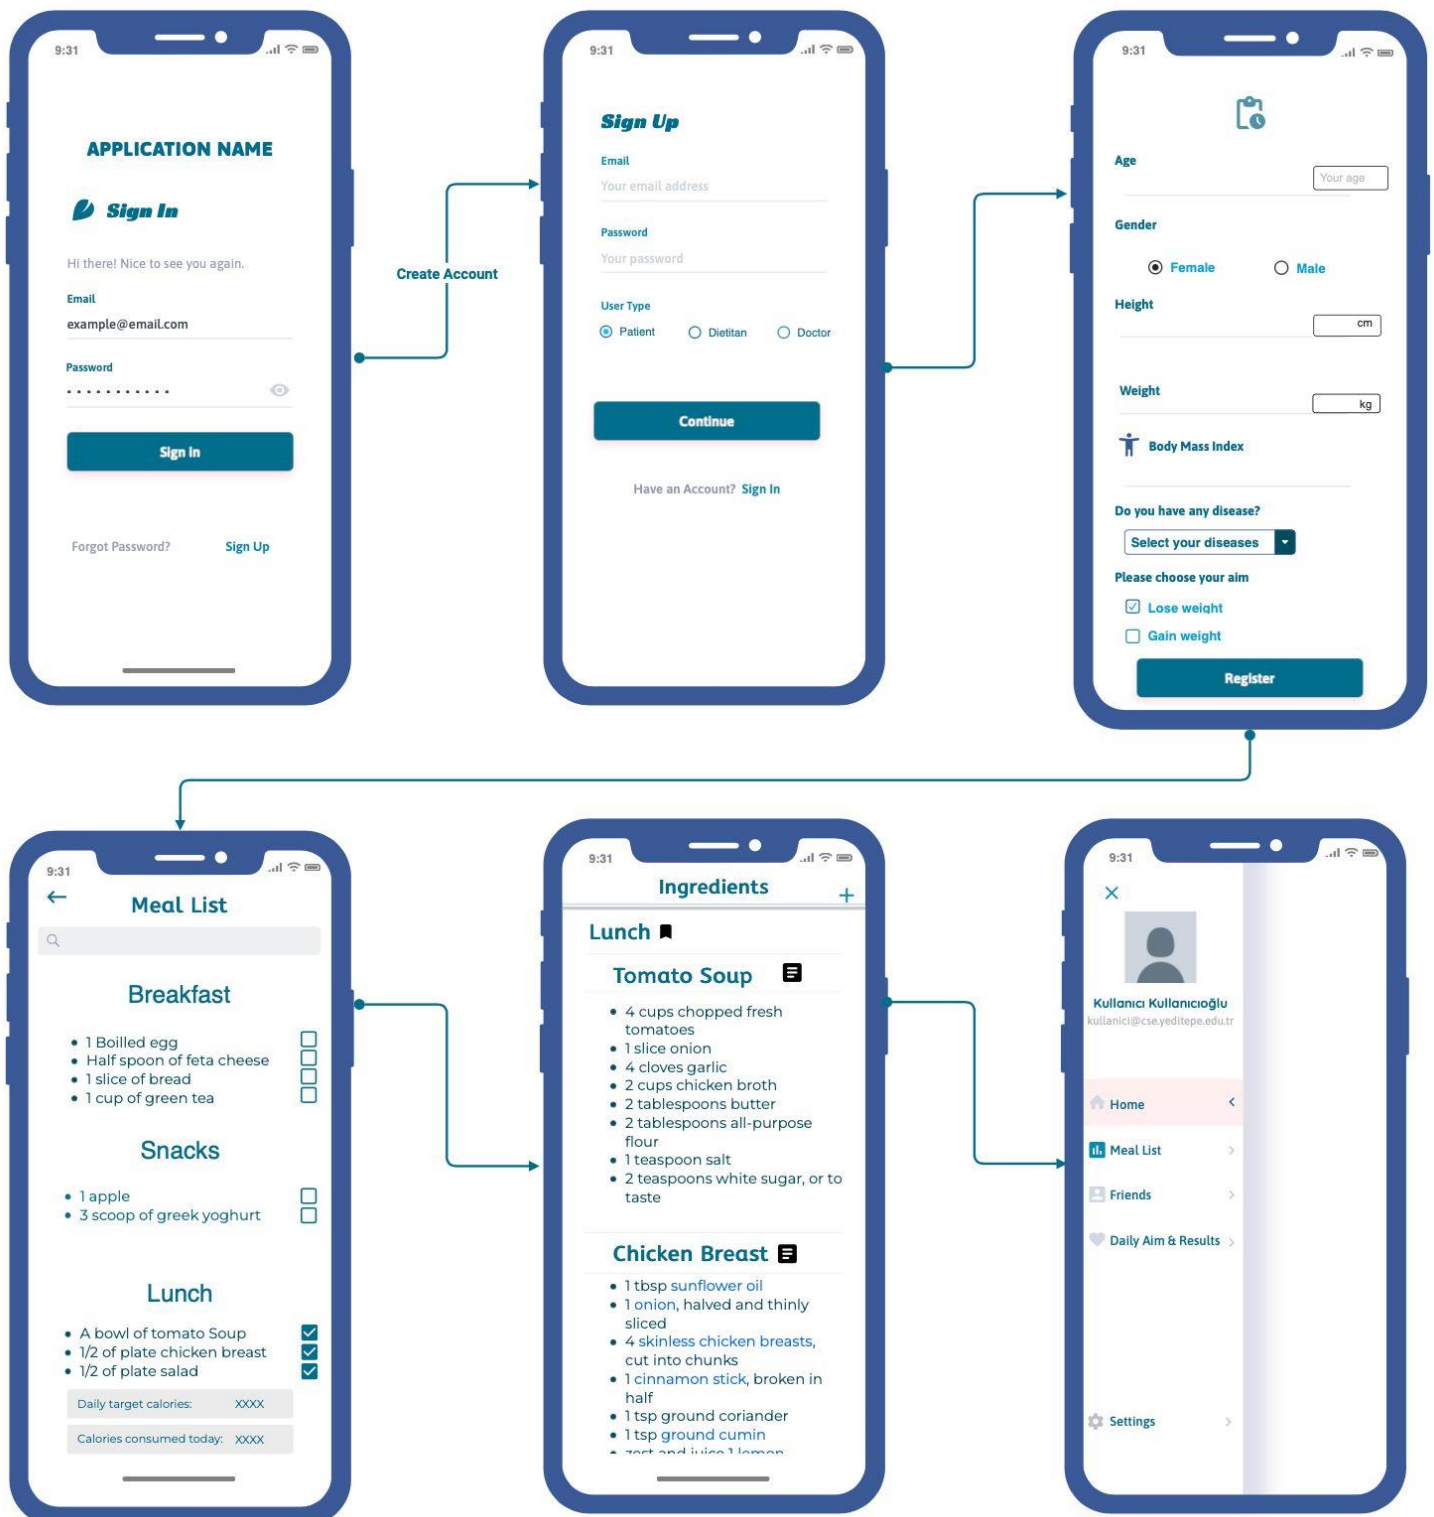 9:31
APPLICATION NAME
Sign In
Hi there! Nice to see you again.
Email
example@email.com
Password
Sign In
Forgot Password? Sign Up
Create Account
9:31
Sign Up
Email
Your email address
Password
Your password
User Type
Patient Dietitan Doctor
Continue
Have an Account? Sign In
9:31
Age
Your age
Gender
Female Male
Height
cm
Weight
kg
Body Mass Index
Do you have any disease?
Select your diseases
Please choose your aim
Lose weight
Gain weight
Register
9:31
Meal List
Breakfast
• 1 Boilled egg
• Half spoon of feta cheese
• 1 slice of bread
• 1 cup of green tea
Snacks
• 1 apple
• 3 scoop of greek yoghurt
Lunch
• A bowl of tomato Soup
• 1/2 of plate chicken breast
• 1/2 of plate salad
Daily target calories: XXXX
Calories consumed today: XXXX
9:31
Ingredients +
Lunch
Tomato Soup
• 4 cups chopped fresh
tomatoes
• 1 slice onion
• 4 cloves garlic
• 2 cups chicken broth
• 2 tablespoons butter
• 2 tablespoons all-purpose
flour
• 1 teaspoon salt
• 2 teaspoons white sugar, or to
taste
Chicken Breast
• 1 tbsp sunflower oil
• 1 onion, halved and thinly
sliced
• 4 skinless chicken breasts,
cut into chunks
• 1 cinnamon stick, broken in
half
• 1 tsp ground coriander
• 1 tsp ground cumin
• zest and juice 1 lemon
9:31
Kullanıcı Kullanıcıoğlu
kullanici@cse.yeditepe.edu.tr
Home
Meal List
Friends
Daily Aim & Results
Settings